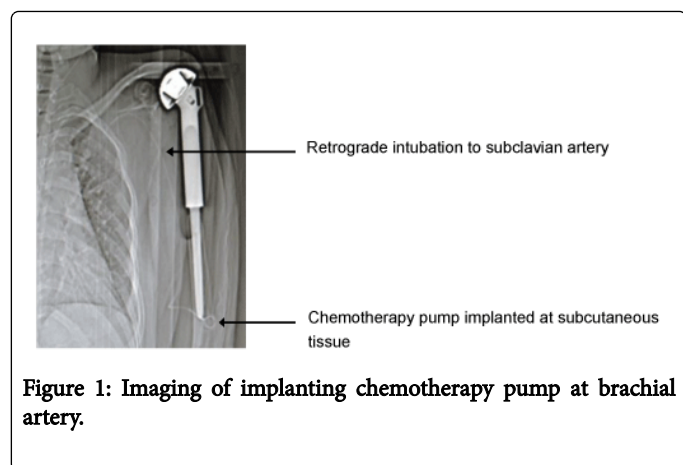 Retrograde intubation to subclavian artery
Chemotherapy pump implanted at subcutaneous
tissue
Figure 1: Imaging of implanting chemotherapy pump at brachial
artery.